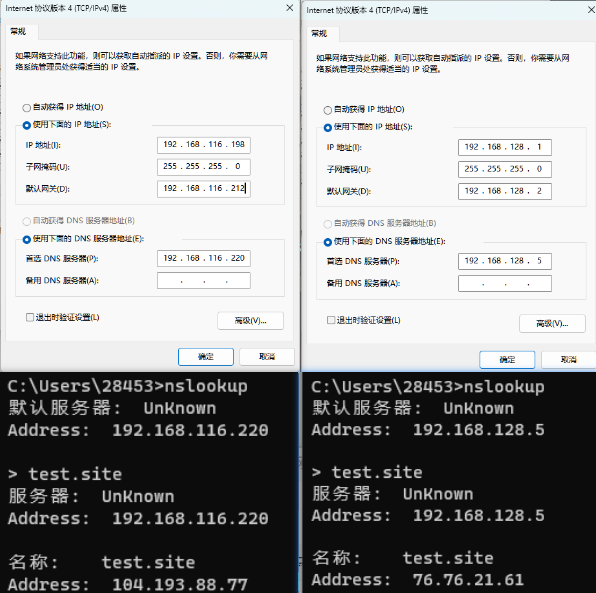 Internet 协议版本 4 (TCP/IPv4) 属性
常规
如果网络支持此功能，则可以获取自动指派的 IP 设置。否则，你需要从网
络系统管理员处获得适当的 IP 设置。
自动获得 IP 地址(O)
使用下面的 IP 地址(S):
IP 地址(I): 192 . 168 . 116 . 198
子网掩码(U): 255 . 255 . 255 . 0
默认网关(D): 192 . 168 . 116 . 212
自动获得 DNS 服务器地址(B)
使用下面的 DNS 服务器地址(E):
首选 DNS 服务器(P): 192 . 168 . 116 . 220
备用 DNS 服务器(A): . . .
退出时验证设置(L)
高级(V)...
确定 取消
C:\Users\28453>nslookup
默认服务器: UnKnown
Address: 192.168.116.220
> test.site
服务器: UnKnown
Address: 192.168.116.220
名称: test.site
Address: 104.193.88.77
Internet 协议版本 4 (TCP/IPv4) 属性
常规
如果网络支持此功能，则可以获取自动指派的 IP 设置。否则，你需要从网
络系统管理员处获得适当的 IP 设置。
自动获得 IP 地址(O)
使用下面的 IP 地址(S):
IP 地址(I): 192 . 168 . 128 . 1
子网掩码(U): 255 . 255 . 255 . 0
默认网关(D): 192 . 168 . 128 . 2
自动获得 DNS 服务器地址(B)
使用下面的 DNS 服务器地址(E):
首选 DNS 服务器(P): 192 . 168 . 128 . 5
备用 DNS 服务器(A): . . .
退出时验证设置(L)
高级(V)...
确定 取消
C:\Users\28453>nslookup
默认服务器: UnKnown
Address: 192.168.128.5
> test.site
服务器: UnKnown
Address: 192.168.128.5
名称: test.site
Address: 76.76.21.61